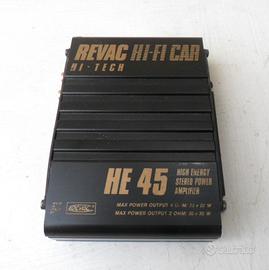 REVAC HI-FI CAR
HI-TECH
HE 45
HIGH ENERGY
STEREO POWER
AMPLIFIER
MAX POWER OUTPUT 4 OHM:
MAX POWER OUTPUT 2 OHM:
subito